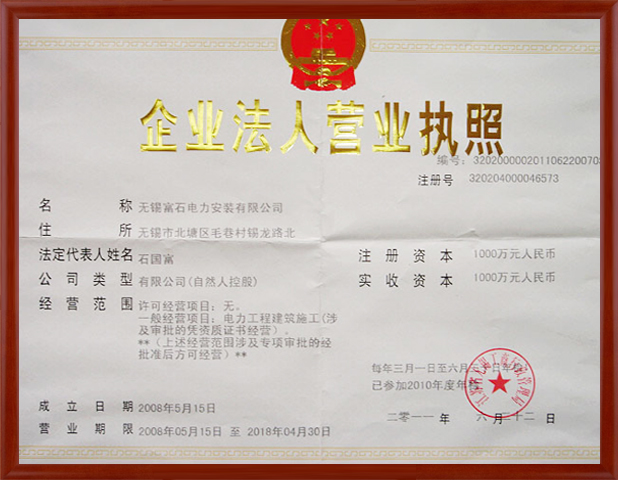 企业法人营业执照
编号: 320200000201106220070
注册号 320204000046573
名称 无锡富石电力安装有限公司
住所 无锡市北塘区毛巷村锡龙路北
法定代表人姓名 石国富
注册资本 1000万元人民币
公司类型 有限公司(自然人控股)
实收资本 1000万元人民币
经营范围 许可经营项目:无。
一般经营项目:电力工程建筑施工(涉
及审批的凭资质证书经营)。
**(上述经营范围涉及专项审批的经
批准后方可经营)**
每年三月一日至六月三十日年检
已参加2010年度年检
成立日期 2008年5月15日
二〇一一年 六月二十二日
营业期限 2008年05月15日 至 2018年04月30日